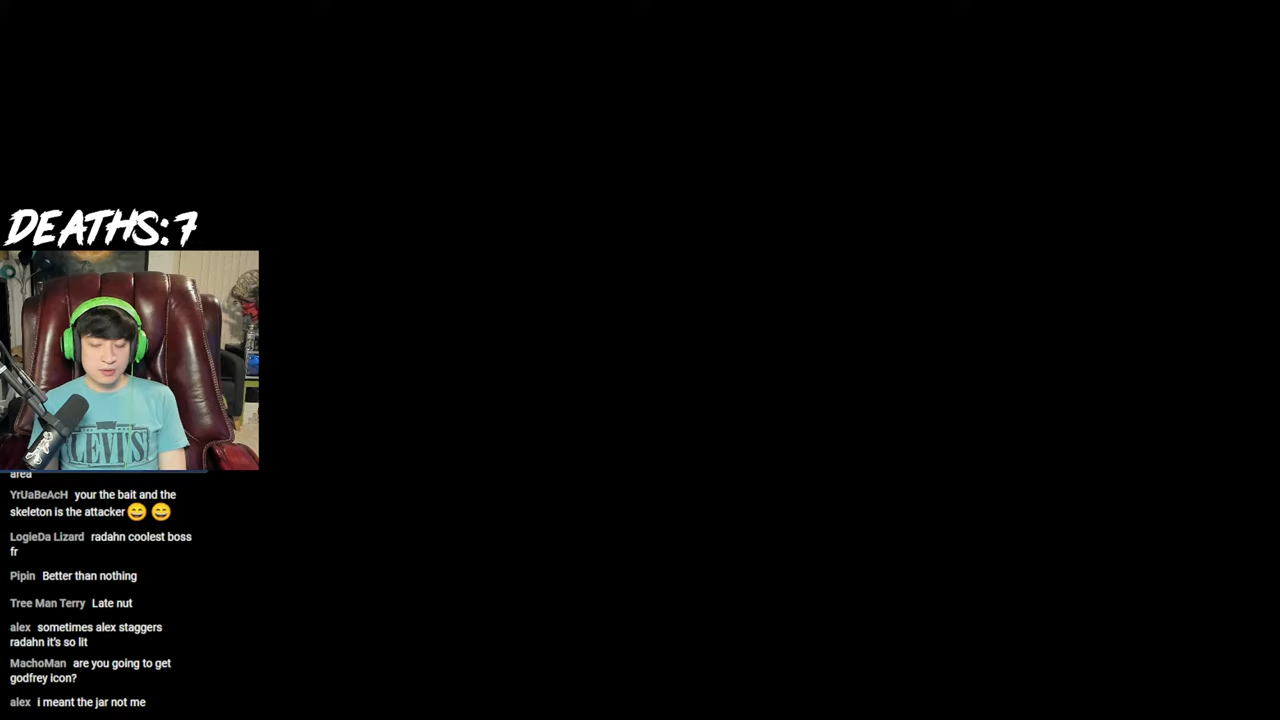 DEATHS:7
LEVI'S
area
YrUaBeAcH your the bait and the
skeleton is the attacker😄 😄
LogieDa Lizard radahn coolest boss
fr
Pipin Better than nothing
Tree Man Terry Late nut
alex sometimes alex staggers
radahn it's so lit
MachoMan are you going to get
godfrey icon?
alex i meant the jar not me